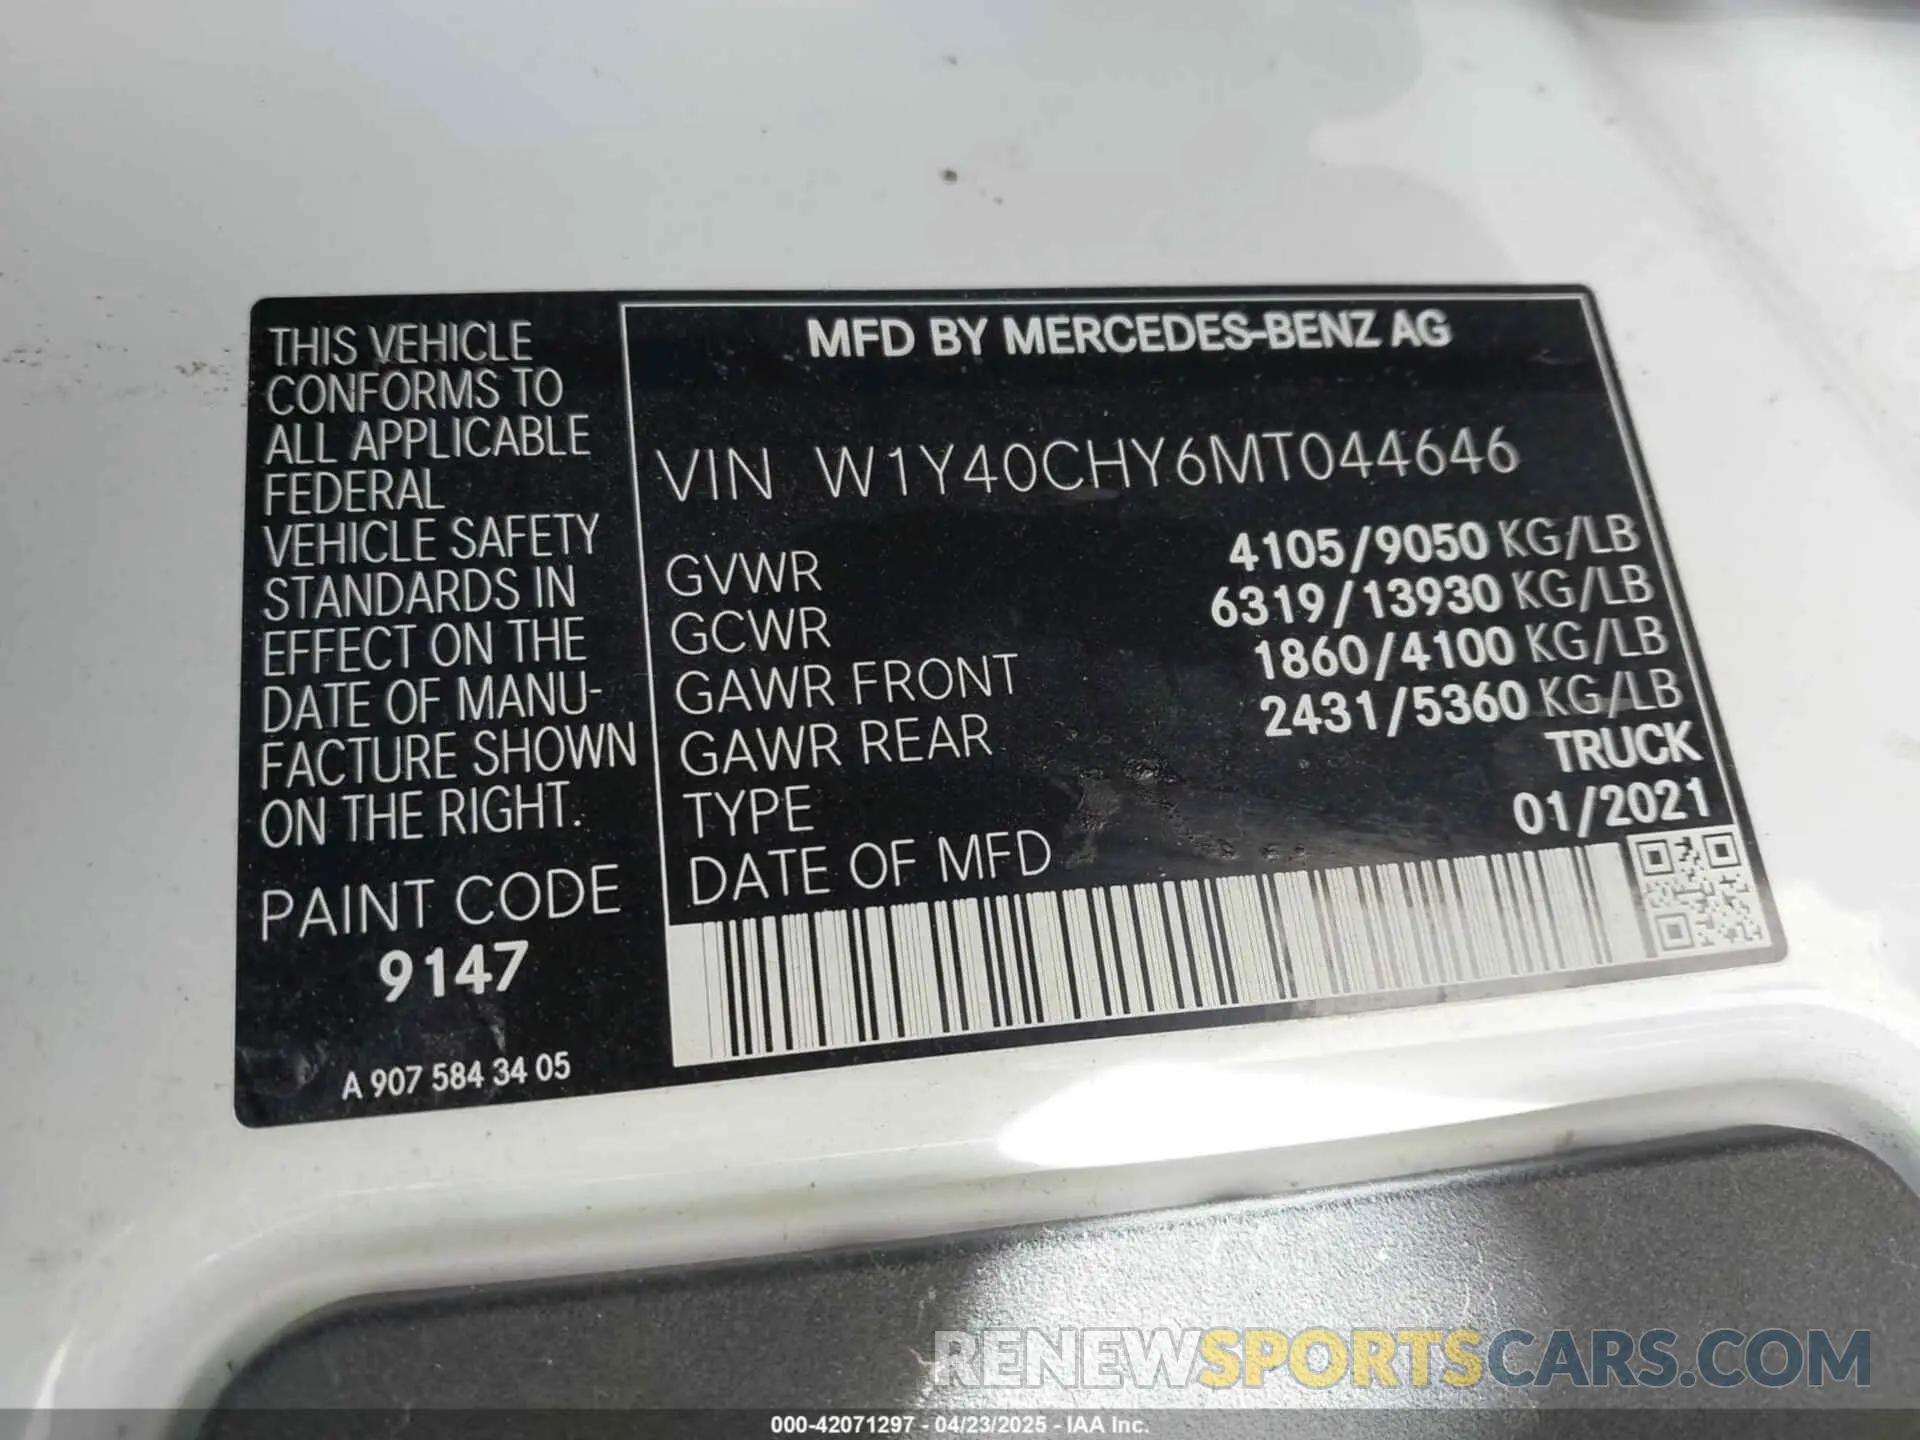 THIS VEHICLE
CONFORMS TO
ALL APPLICABLE
FEDERAL
VEHICLE SAFETY
STANDARDS IN
EFFECT ON THE
DATE OF MANU-
FACTURE SHOWN
ON THE RIGHT.
PAINT CODE
9147
A 907 584 34 05
MFD BY MERCEDES-BENZ AG
VIN W1Y40CHY6MT044646
GVWR 4105/9050 KG/LB
GCWR 6319/13930 KG/LB
GAWR FRONT 1860/4100 KG/LB
GAWR REAR 2431/5360 KG/LB
TYPE TRUCK
DATE OF MFD 01/2021
RENEWSPORTSCARS.COM
000-42071297 - 04/23/2025 - IAA Inc.